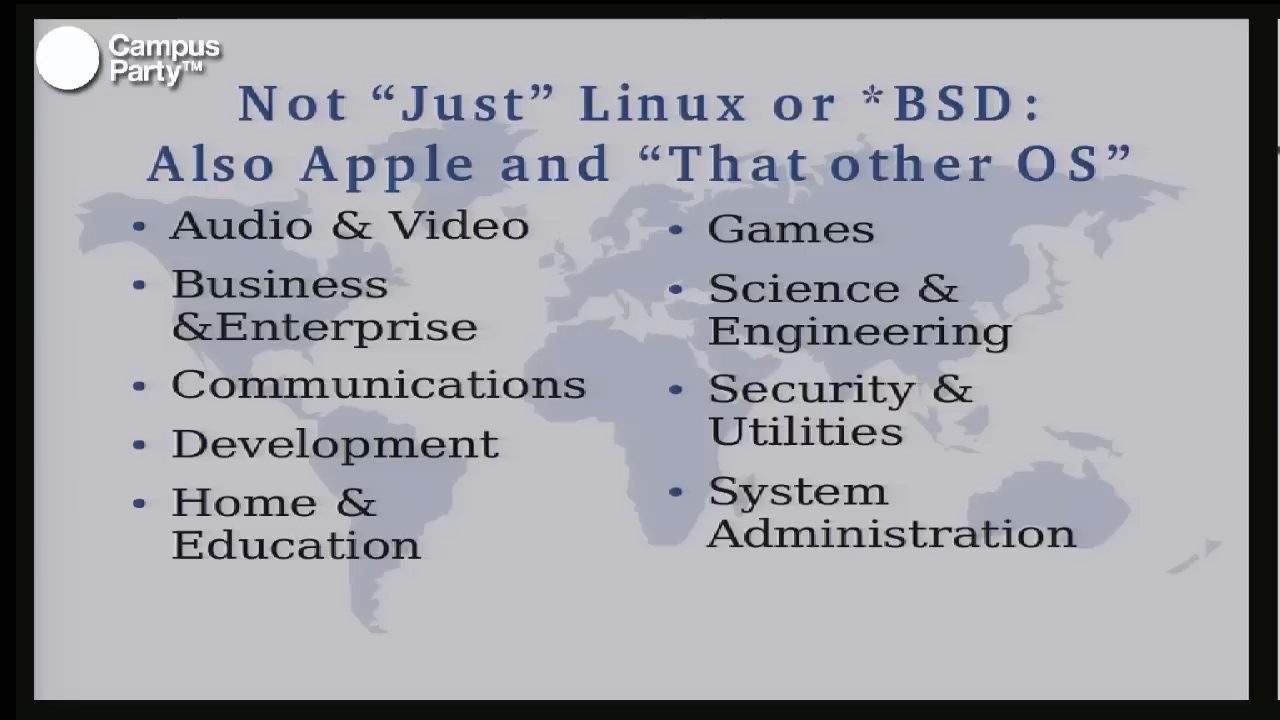 Campus
Party™
Not “Just” Linux or *BSD:
Also Apple and “That other OS”
• Audio & Video
• Business
&Enterprise
• Communications
• Development
• Home &
Education
• Games
• Science &
Engineering
• Security &
Utilities
• System
Administration